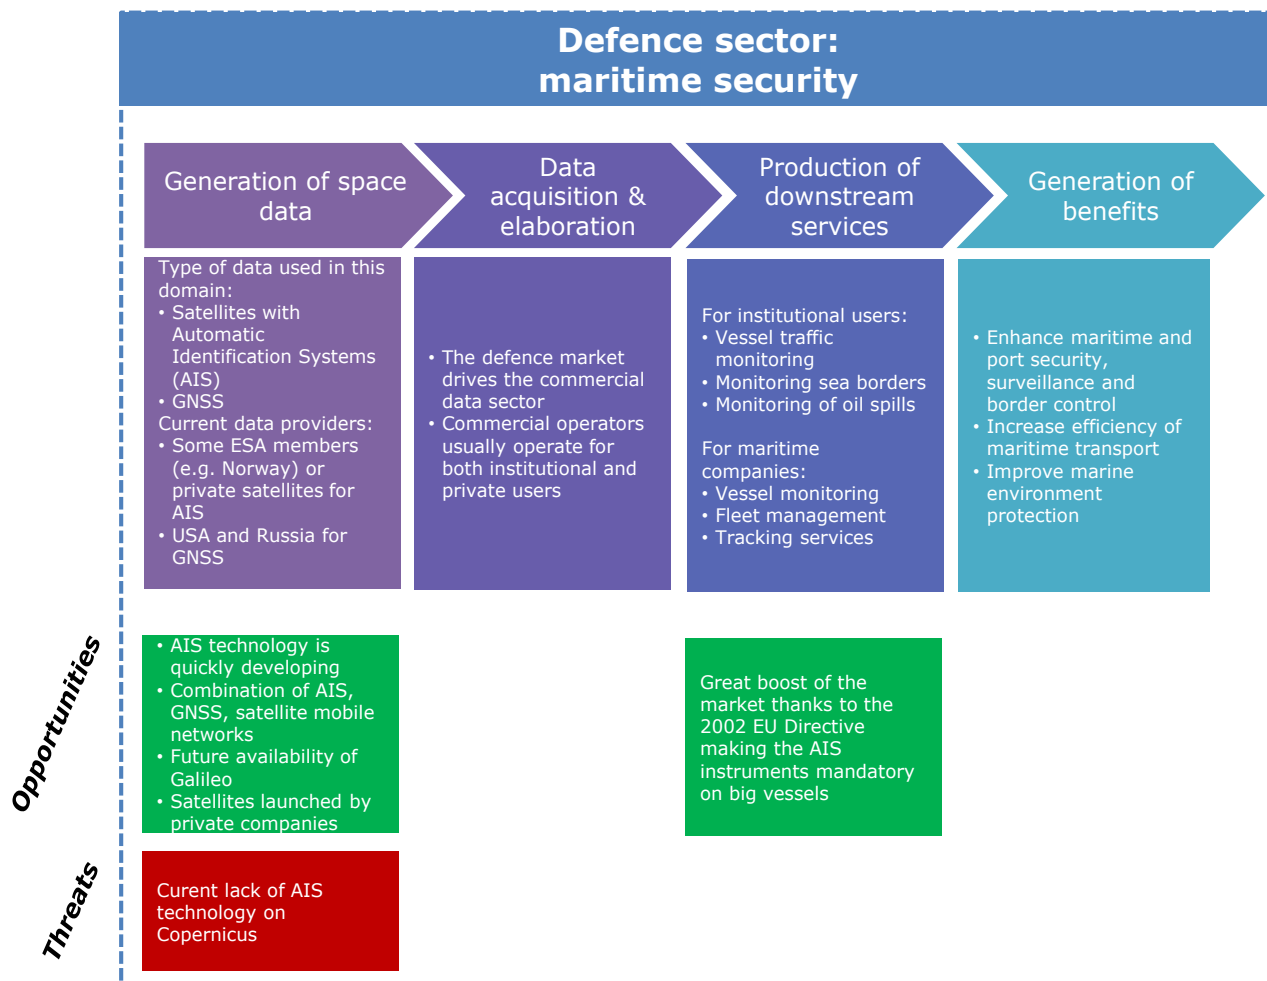 Defence sector:
maritime security
Generation of space
data
Data
acquisition &
elaboration
Production of
downstream
services
Generation of
benefits
Type of data used in this
domain:
• Satellites with
Automatic
Identification Systems
(AIS)
• GNSS
Current data providers:
• Some ESA members
(e.g. Norway) or
private satellites for
AIS
• USA and Russia for
GNSS
• The defence market
drives the commercial
data sector
• Commercial operators
usually operate for
both institutional and
private users
For institutional users:
• Vessel traffic
monitoring
• Monitoring sea borders
• Monitoring of oil spills
For maritime
companies:
• Vessel monitoring
• Fleet management
• Tracking services
• Enhance maritime and
port security,
surveillance and
border control
• Increase efficiency of
maritime transport
• Improve marine
environment
protection
Opportunities
• AIS technology is
quickly developing
• Combination of AIS,
GNSS, satellite mobile
networks
• Future availability of
Galileo
• Satellites launched by
private companies
Great boost of the
market thanks to the
2002 EU Directive
making the AIS
instruments mandatory
on big vessels
Threats
Curent lack of AIS
technology on
Copernicus